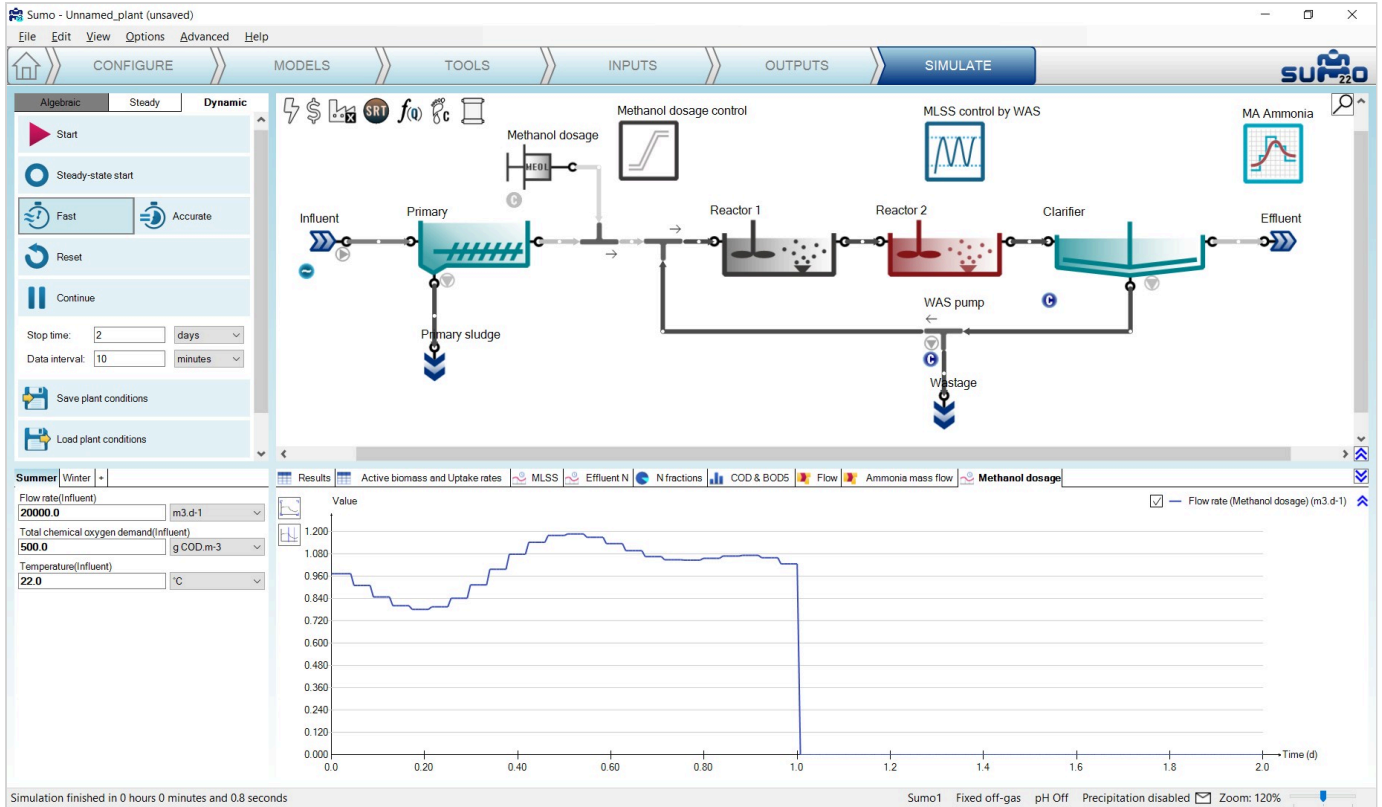 Sumo - Unnamed_plant (unsaved)
File Edit View Options Advanced Help
CONFIGURE MODELS TOOLS INPUTS OUTPUTS SIMULATE
SUMO 22
Algebraic Steady Dynamic
Start
Steady-state start
Fast Accurate
Reset
Continue
Stop time: 2 days
Data interval: 10 minutes
Save plant conditions
Load plant conditions
$ SRT f(Q) C
Methanol dosage control
MLSS control by WAS
MA Ammonia
Methanol dosage
MEOL
C
Influent
Primary
Reactor 1
Reactor 2
Clarifier
Effluent
WAS pump
C
C
Primary sludge
Wastage
Summer Winter +
Flow rate(Influent)
20000.0 m3.d-1
Total chemical oxygen demand(Influent)
500.0 g COD.m-3
Temperature(Influent)
22.0 °C
Results Active biomass and Uptake rates MLSS Effluent N N fractions COD & BOD5 Flow Ammonia mass flow Methanol dosage
Value
Flow rate (Methanol dosage) (m3.d-1)
1.200
1.080
0.960
0.840
0.720
0.600
0.480
0.360
0.240
0.120
0.000
0.0 0.20 0.40 0.60 0.80 1.0 1.2 1.4 1.6 1.8 2.0
Time (d)
Simulation finished in 0 hours 0 minutes and 0.8 seconds
Sumo1 Fixed off-gas pH Off Precipitation disabled Zoom: 120%